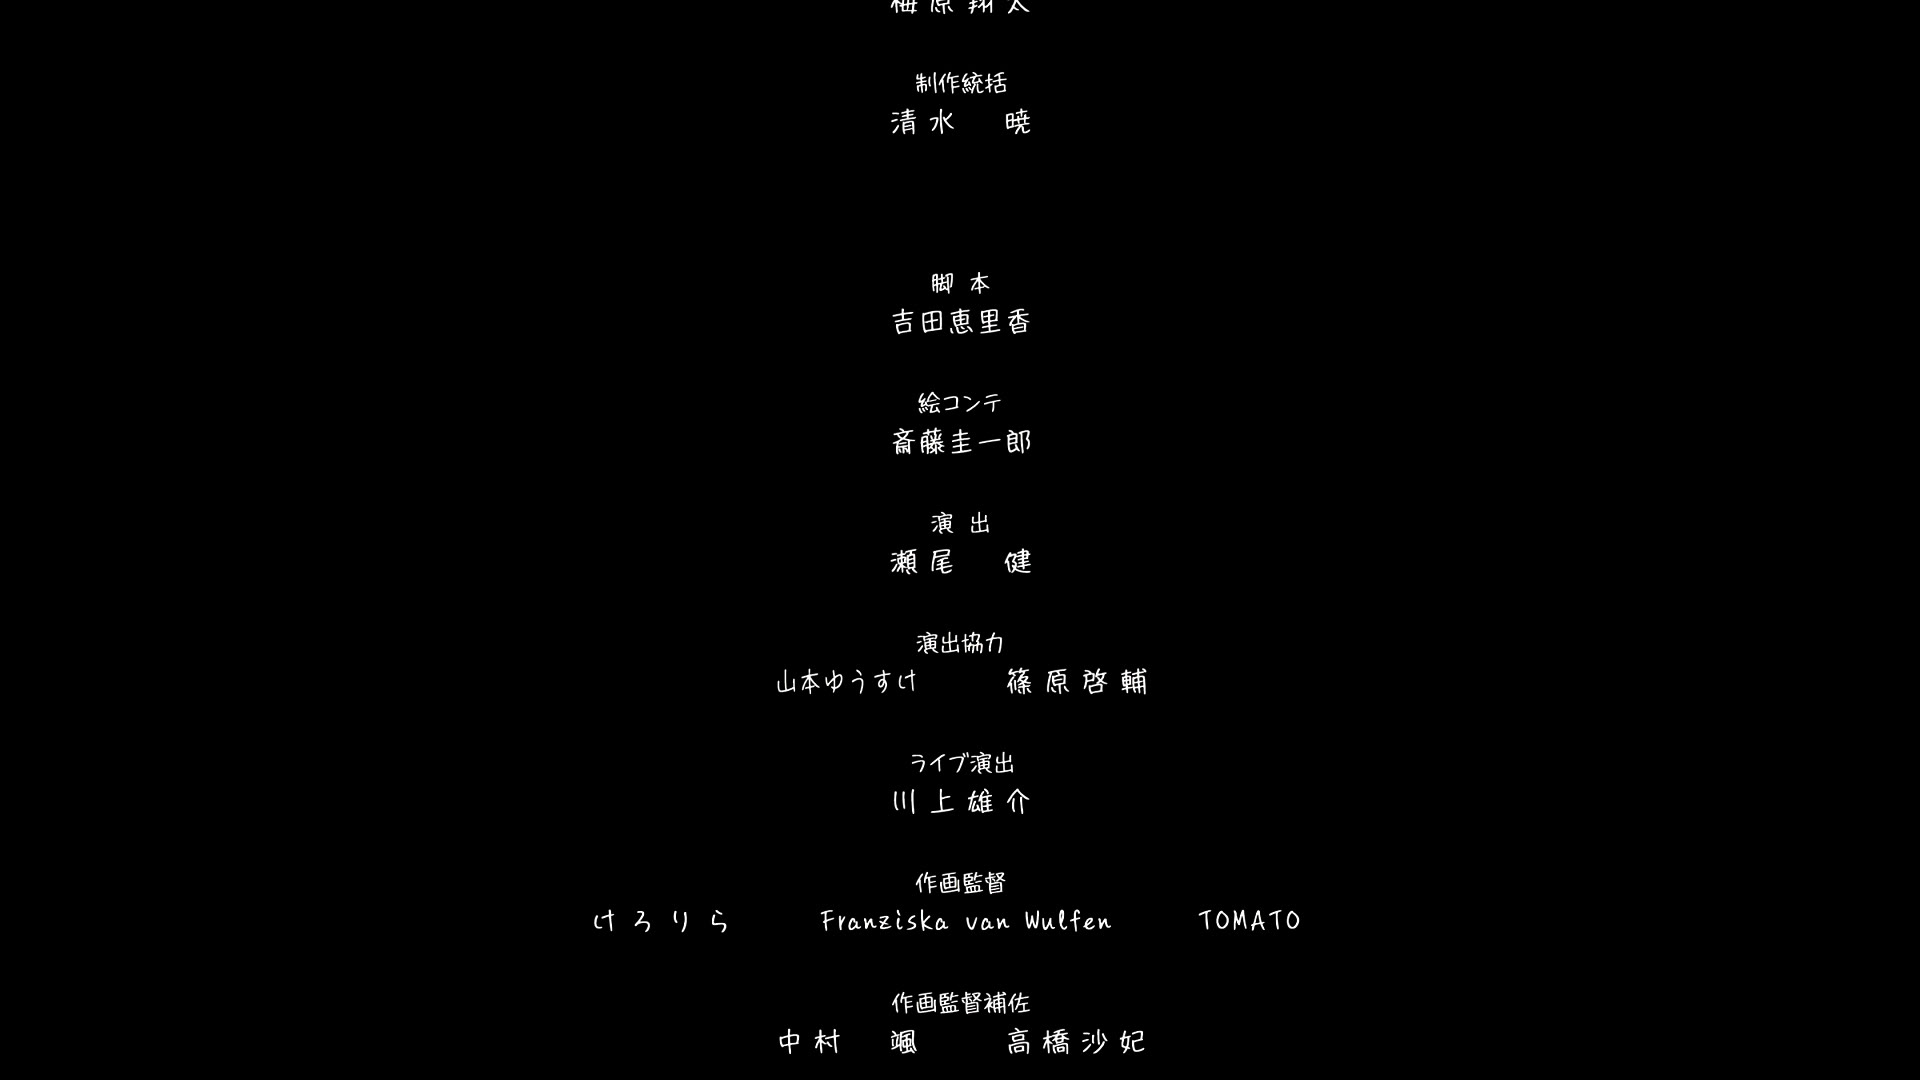 梅原翔太
制作統括
清水 暁
脚本
吉田恵里香
絵コンテ
斎藤圭一郎
演出
瀬尾 健
演出協力
山本ゆうすけ 篠原啓輔
ライブ演出
川上雄介
作画監督
けろりら Franziska van Wulfen TOMATO
作画監督補佐
中村 颯 高橋沙妃